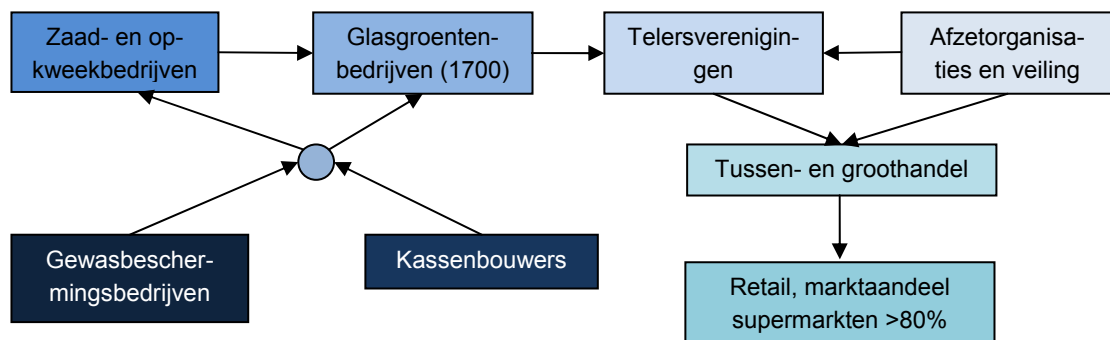 Zaad- en op-
kweekbedrijven
Glasgroenten-
bedrijven (1700)
Telersverenigin-
gen
Afzetorganisa-
ties en veiling
Tussen- en groothandel
Gewasbescher-
mingsbedrijven
Kassenbouwers
Retail, marktaandeel
supermarkten >80%